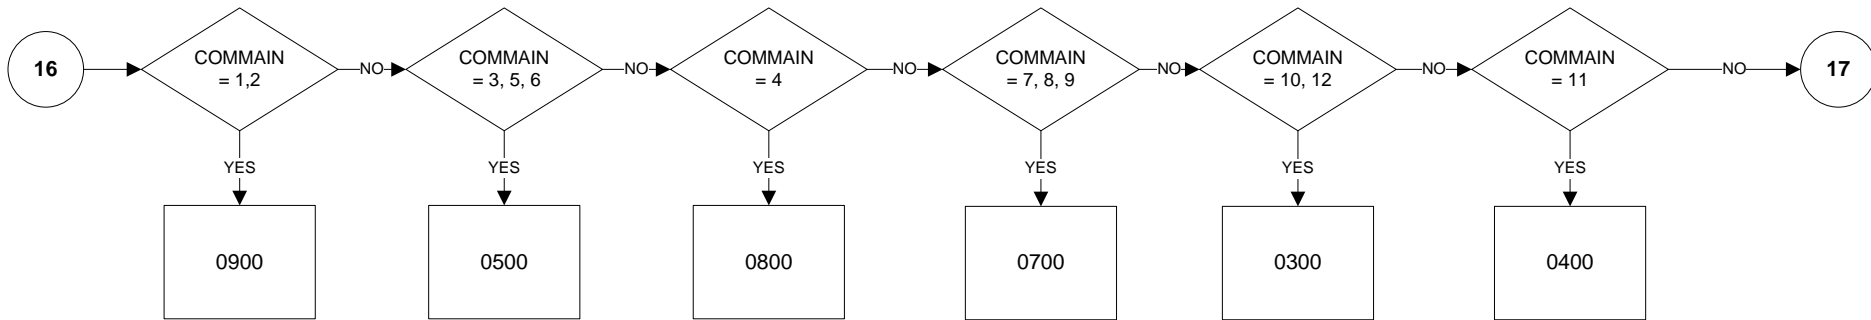 16
COMMAIN
= 1,2
NO
COMMAIN
= 3, 5, 6
NO
COMMAIN
= 4
NO
COMMAIN
= 7, 8, 9
NO
COMMAIN
= 10, 12
NO
COMMAIN
= 11
NO
17
YES
YES
YES
YES
YES
YES
0900
0500
0800
0700
0300
0400